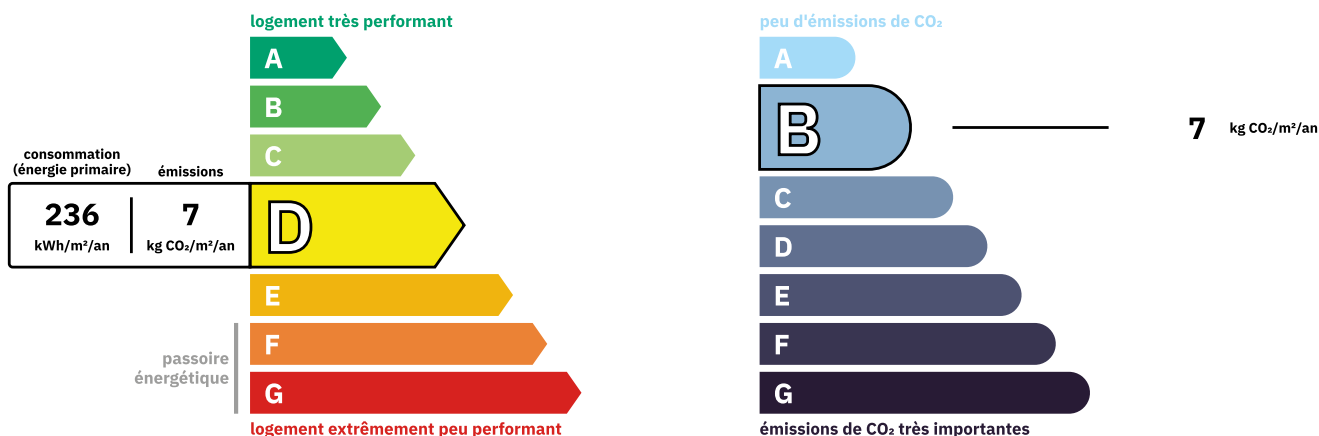 logement très performant
A
B
C
consommation
(énergie primaire)
émissions
236
kWh/m²/an
7
kg CO₂/m²/an
D
E
F
G
passoire
énergétique
logement extrêmement peu performant
peu d'émissions de CO₂
A
B
7 kg CO₂/m²/an
C
D
E
F
G
émissions de CO₂ très importantes